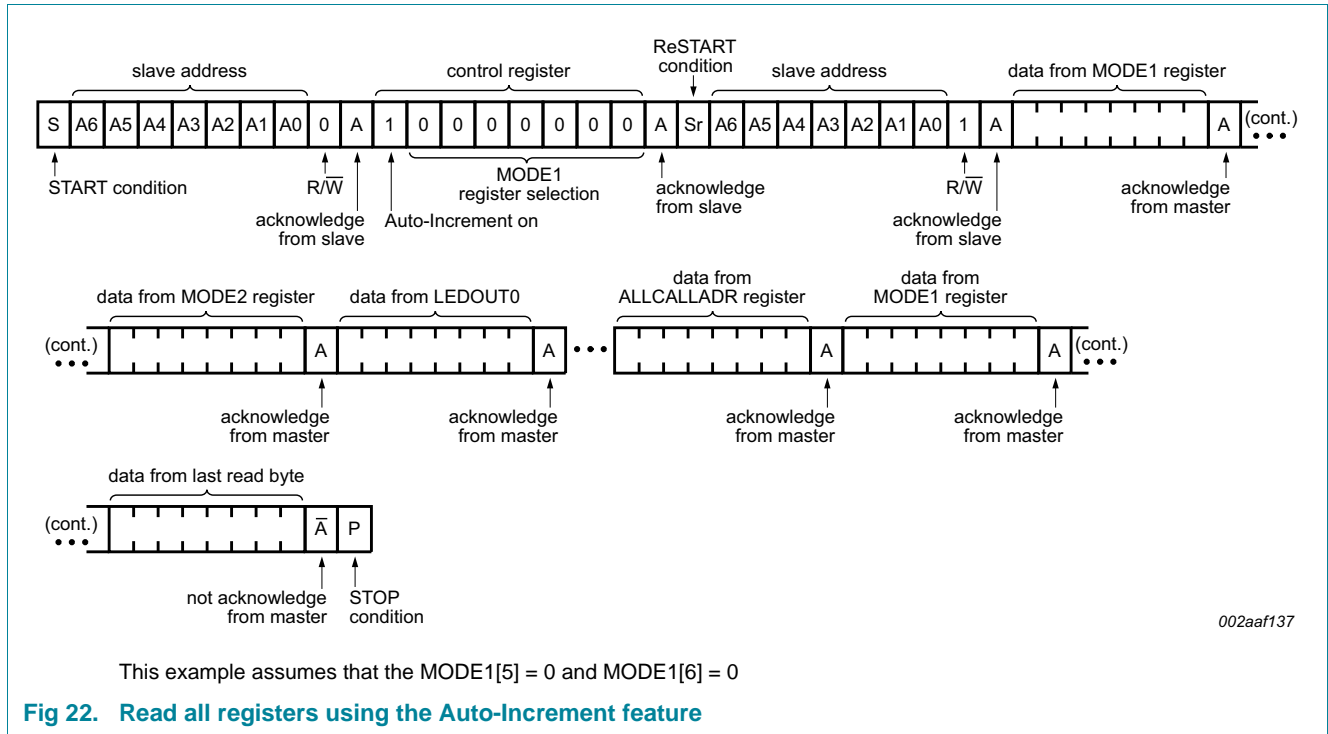 ReSTART
condition
slave address
control register
slave address
data from MODE1 register
S A6 A5 A4 A3 A2 A1 A0 0 A 1 0 0 0 0 0 0 0 A Sr A6 A5 A4 A3 A2 A1 A0 1 A A (cont.)
START condition
R/W̅
acknowledge
from slave
Auto-Increment on
MODE1
register selection
acknowledge
from slave
R/W̅
acknowledge
from slave
acknowledge
from master
data from MODE2 register
data from LEDOUT0
data from
ALLCALLADR register
data from
MODE1 register
(cont.) A A A A (cont.)
acknowledge
from master
acknowledge
from master
acknowledge
from master
acknowledge
from master
data from last read byte
(cont.) A̅ P
not acknowledge
from master
STOP
condition
002aaf137
This example assumes that the MODE1[5] = 0 and MODE1[6] = 0
Fig 22. Read all registers using the Auto-Increment feature